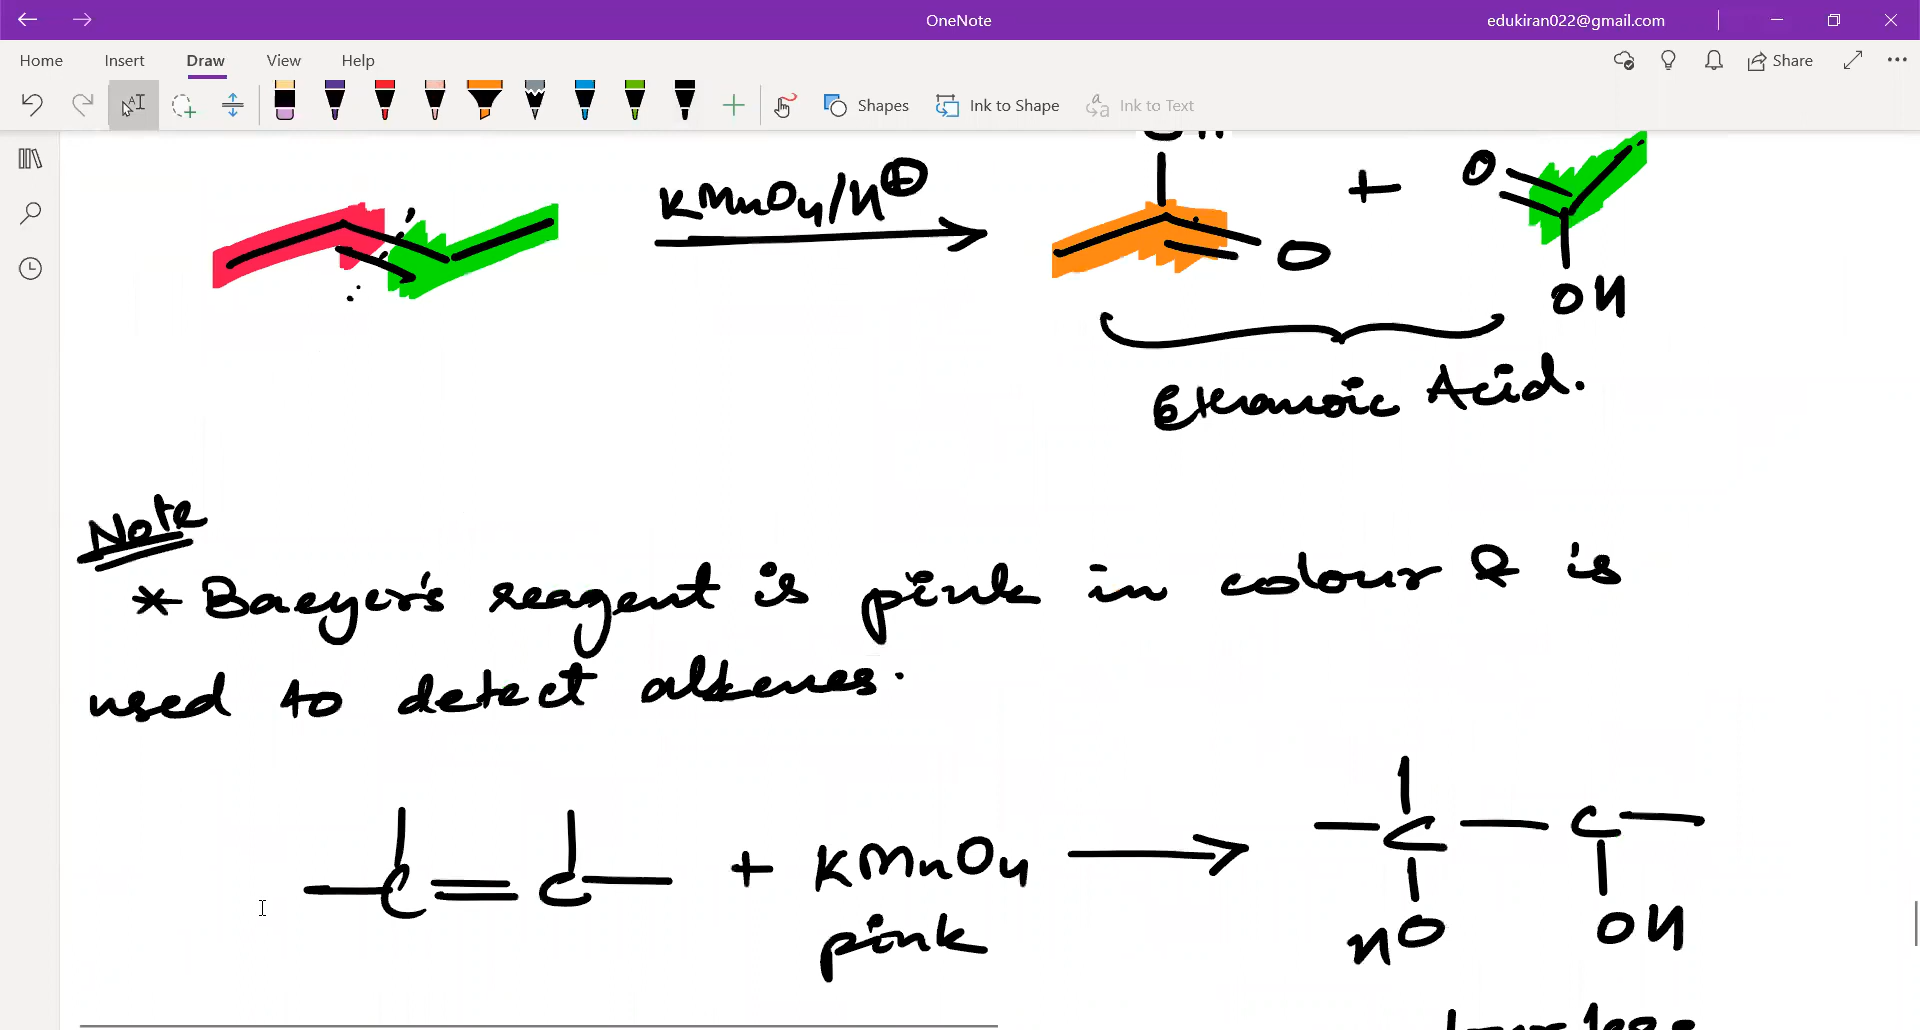 OneNote
edukiran022@gmail.com
Home Insert Draw View Help
Share
Shapes Ink to Shape Ink to Text
KMnO4/H⊕
+ O
O
OH
Ethanoic Acid.
Note
* Baeyer's reagent is pink in colour & is
used to detect alkenes.
C = C + KMnO4 → C — C
pink
HO OH